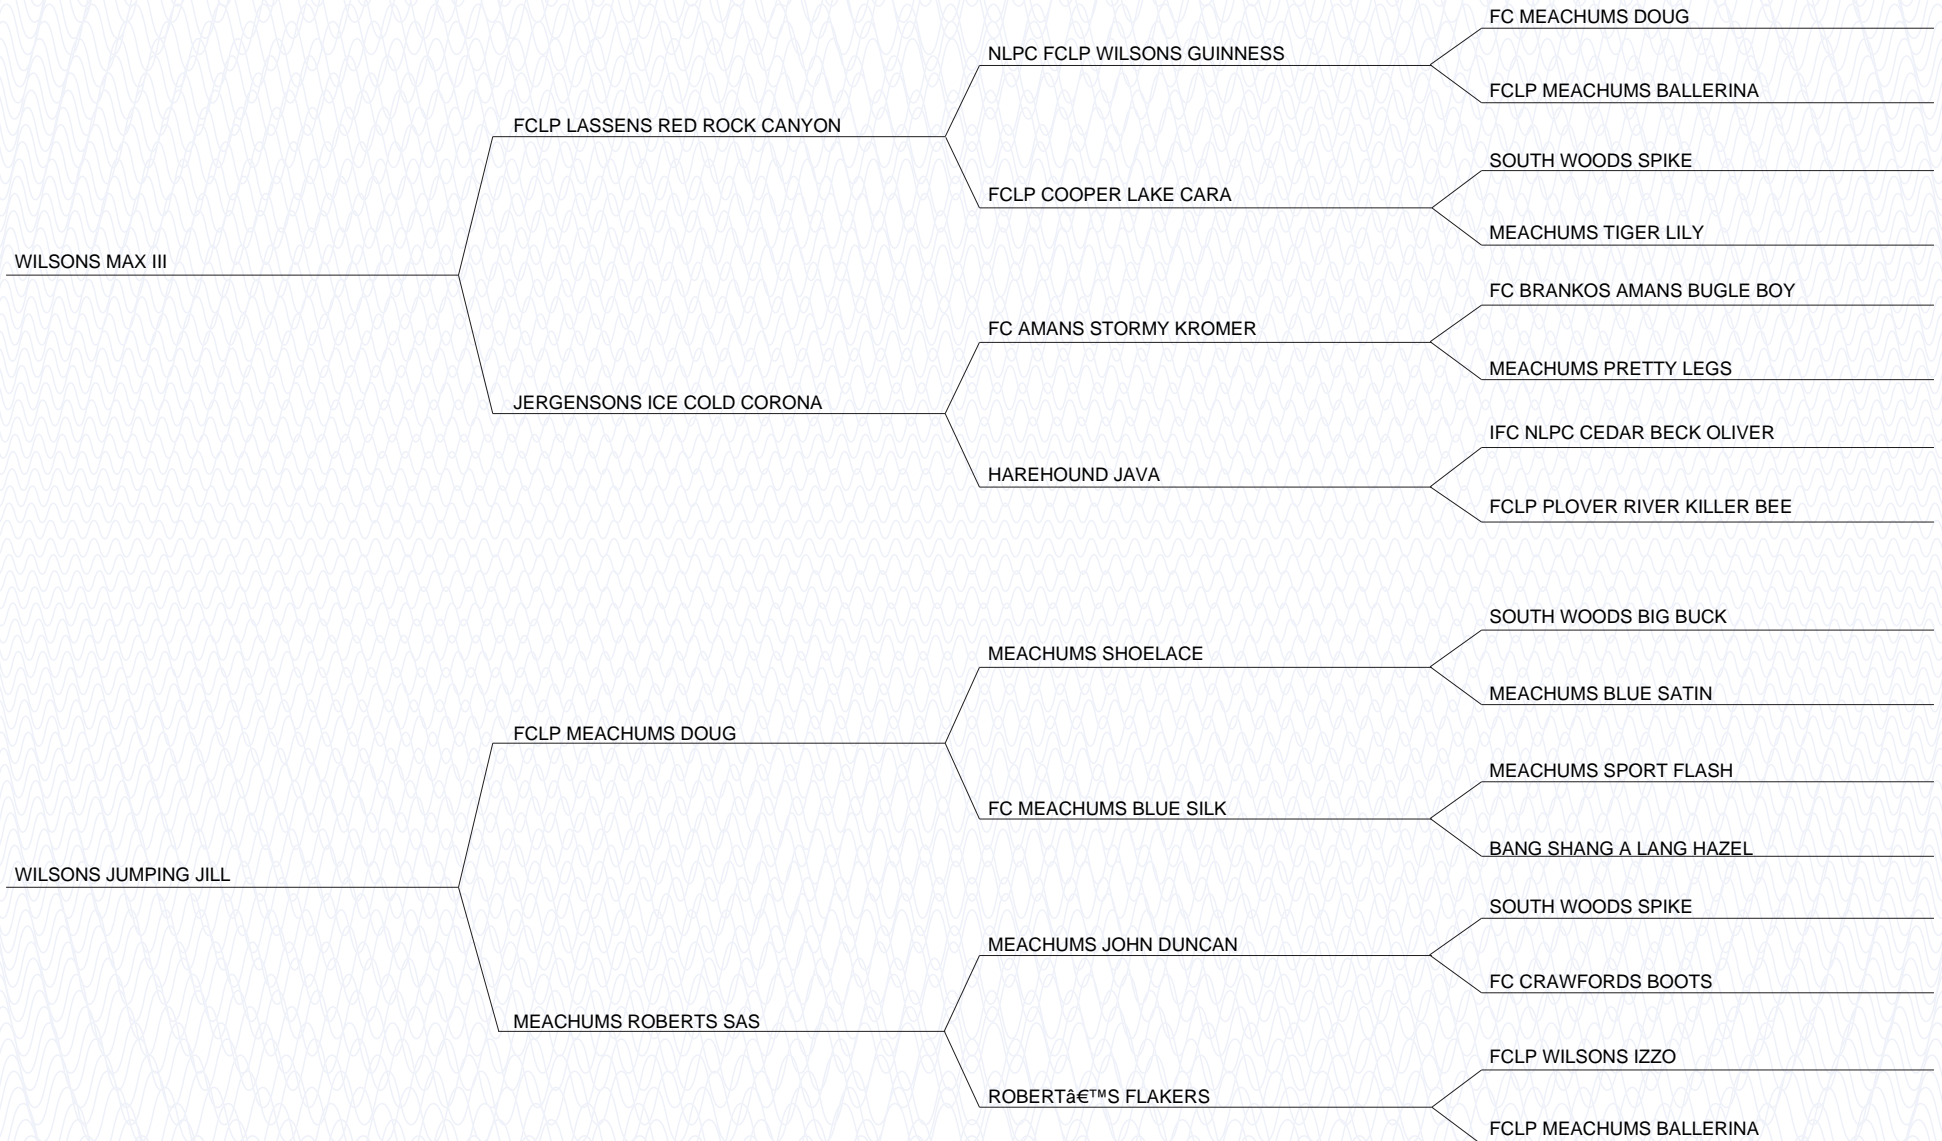 FC MEACHUMS DOUG
NLPC FCLP WILSONS GUINNESS
FCLP MEACHUMS BALLERINA
FCLP LASSENS RED ROCK CANYON
SOUTH WOODS SPIKE
FCLP COOPER LAKE CARA
MEACHUMS TIGER LILY
WILSONS MAX III
FC BRANKOS AMANS BUGLE BOY
FC AMANS STORMY KROMER
MEACHUMS PRETTY LEGS
JERGENSONS ICE COLD CORONA
IFC NLPC CEDAR BECK OLIVER
HAREHOUND JAVA
FCLP PLOVER RIVER KILLER BEE
SOUTH WOODS BIG BUCK
MEACHUMS SHOELACE
MEACHUMS BLUE SATIN
FCLP MEACHUMS DOUG
MEACHUMS SPORT FLASH
FC MEACHUMS BLUE SILK
BANG SHANG A LANG HAZEL
WILSONS JUMPING JILL
SOUTH WOODS SPIKE
MEACHUMS JOHN DUNCAN
FC CRAWFORDS BOOTS
MEACHUMS ROBERTS SAS
FCLP WILSONS IZZO
ROBERTâ€™S FLAKERS
FCLP MEACHUMS BALLERINA